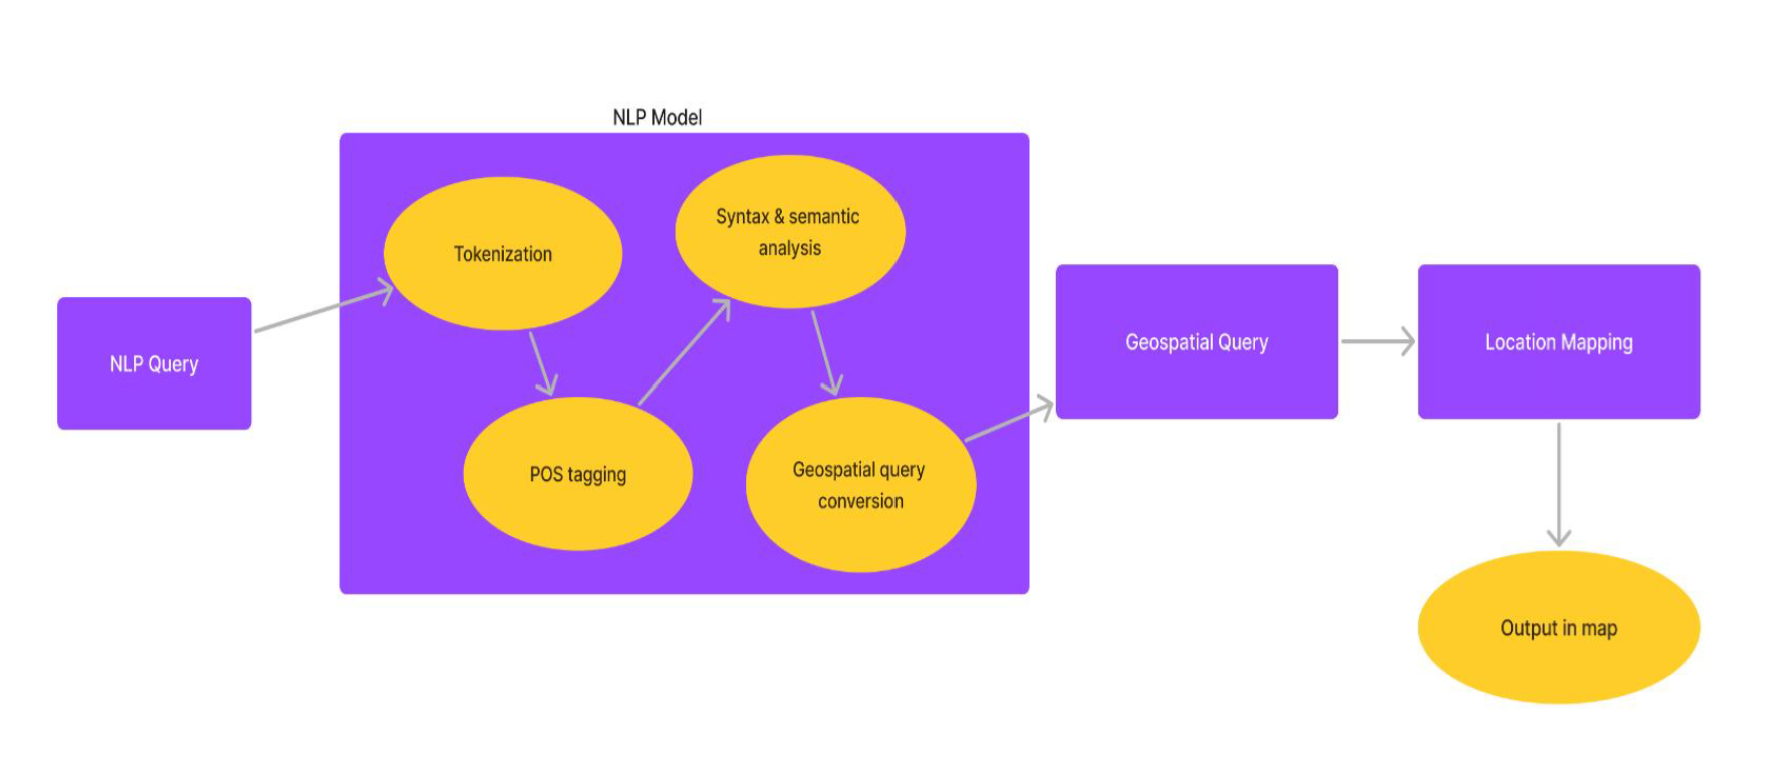 NLP Model
NLP Query
Tokenization
POS tagging
Syntax & semantic
analysis
Geospatial query
conversion
Geospatial Query
Location Mapping
Output in map